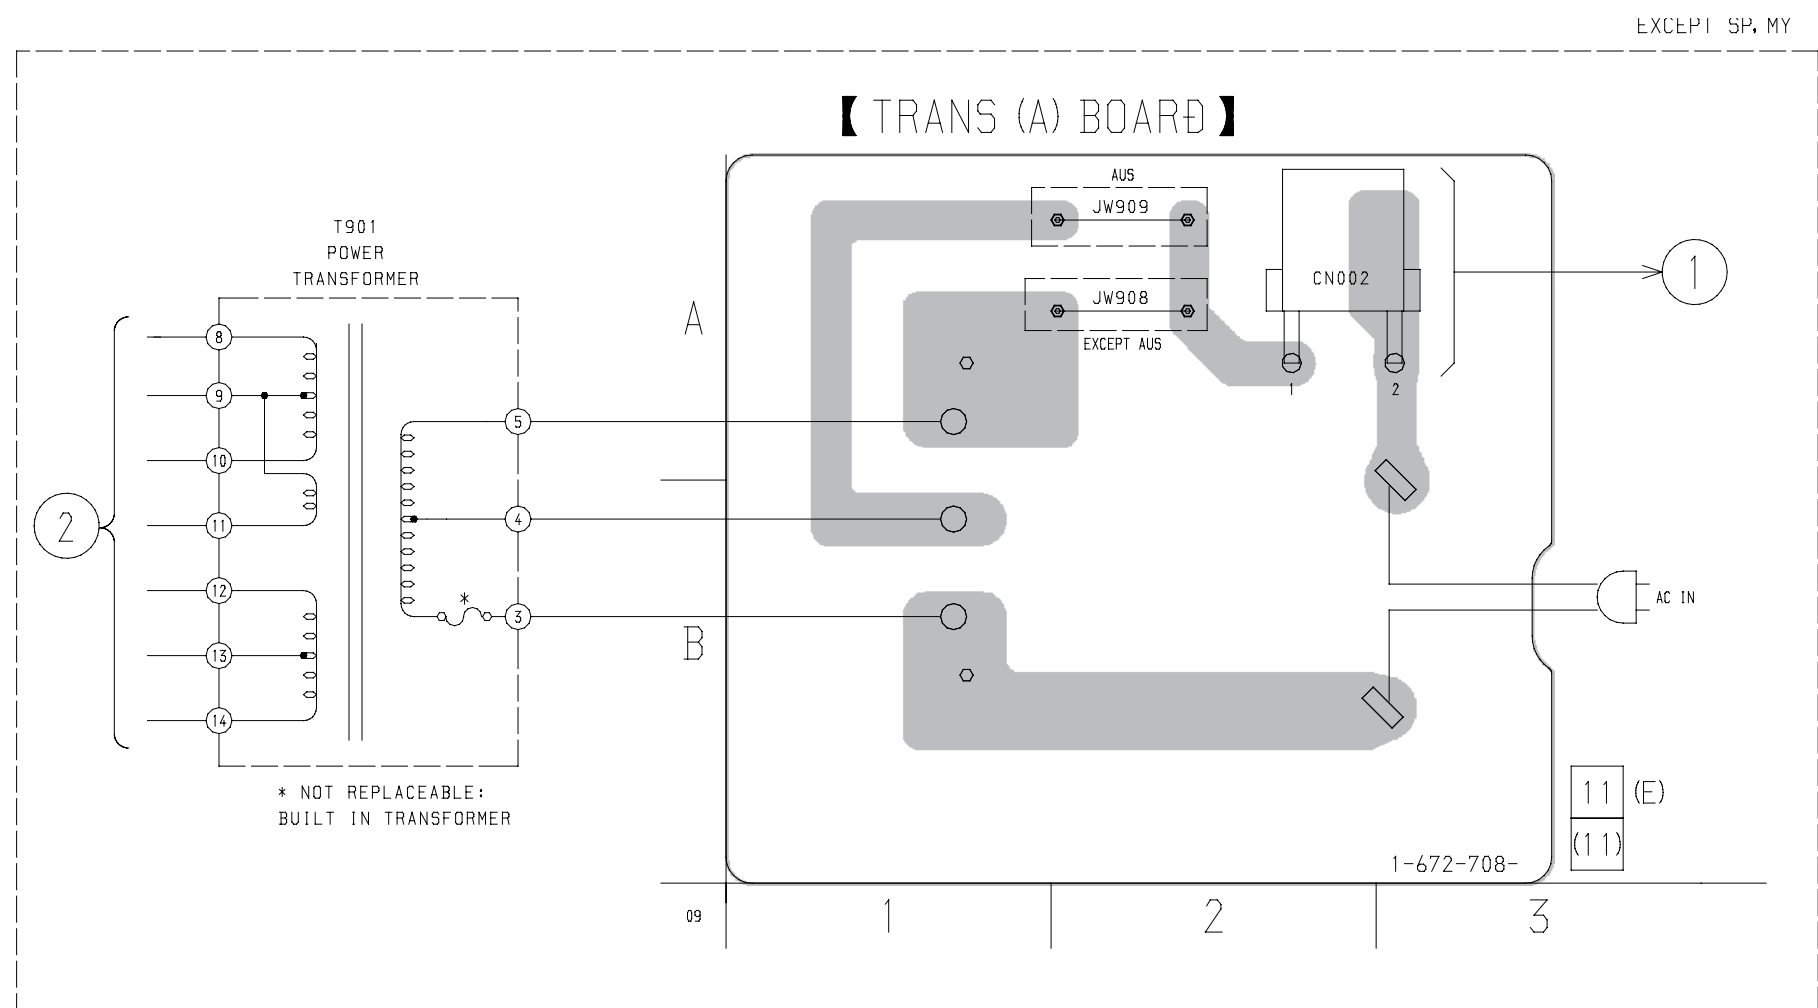 EXCEPT SP, MY
【 TRANS (A) BOARD 】
T901
POWER
TRANSFORMER
8
9
10
11
12
13
14
5
4
*
3
2
* NOT REPLACEABLE:
BUILT IN TRANSFORMER
A
B
AUS
JW909
JW908
EXCEPT AUS
CN002
1
2
1
AC IN
11 (E)
(11)
1-672-708-
09
1
2
3